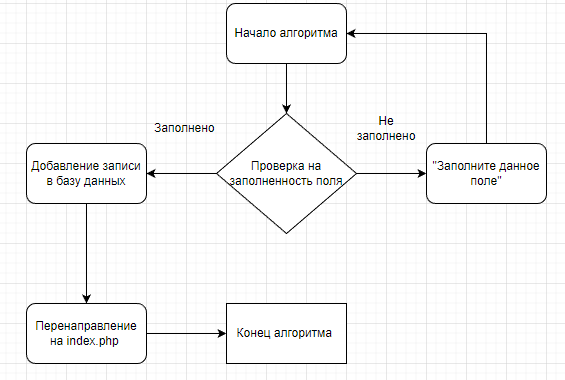 Начало алгоритма
Заполнено
Не
заполнено
Добавление записи
в базу данных
Проверка на
заполненность поля
"Заполните данное
поле"
Перенаправление
на index.php
Конец алгоритма